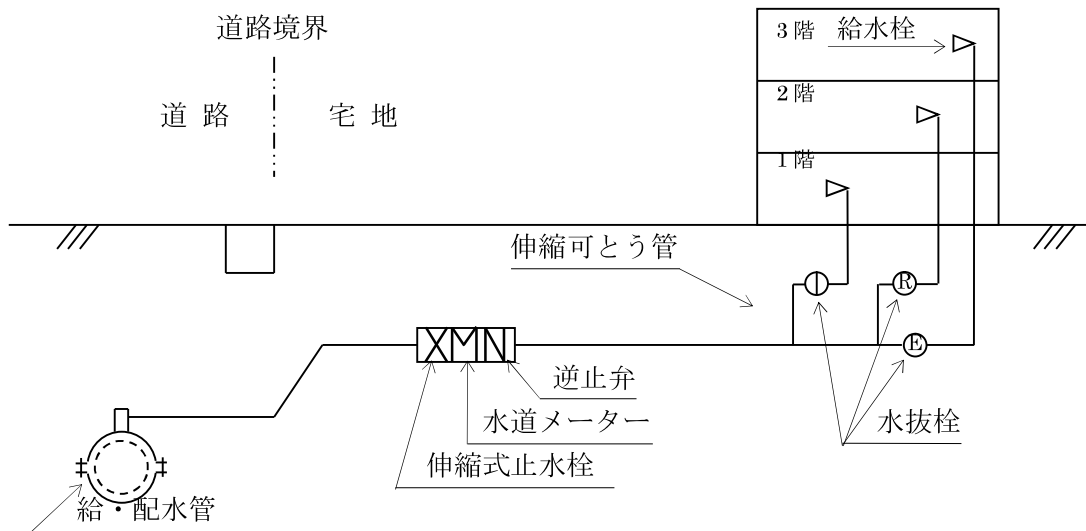 道路境界
道 路
宅 地
3階
給水栓
2階
1階
伸縮可とう管
R
E
逆止弁
水道メーター
水抜栓
伸縮式止水栓
給・配水管